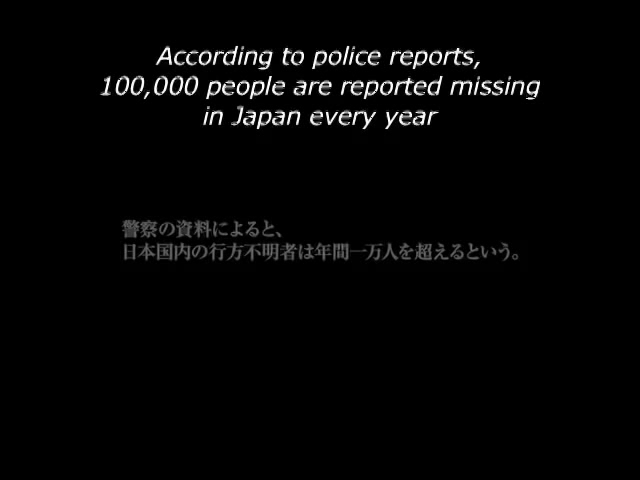 According to police reports,
100,000 people are reported missing
in Japan every year
警察の資料によると、
日本国内の行方不明者は年間一万人を超えるという。